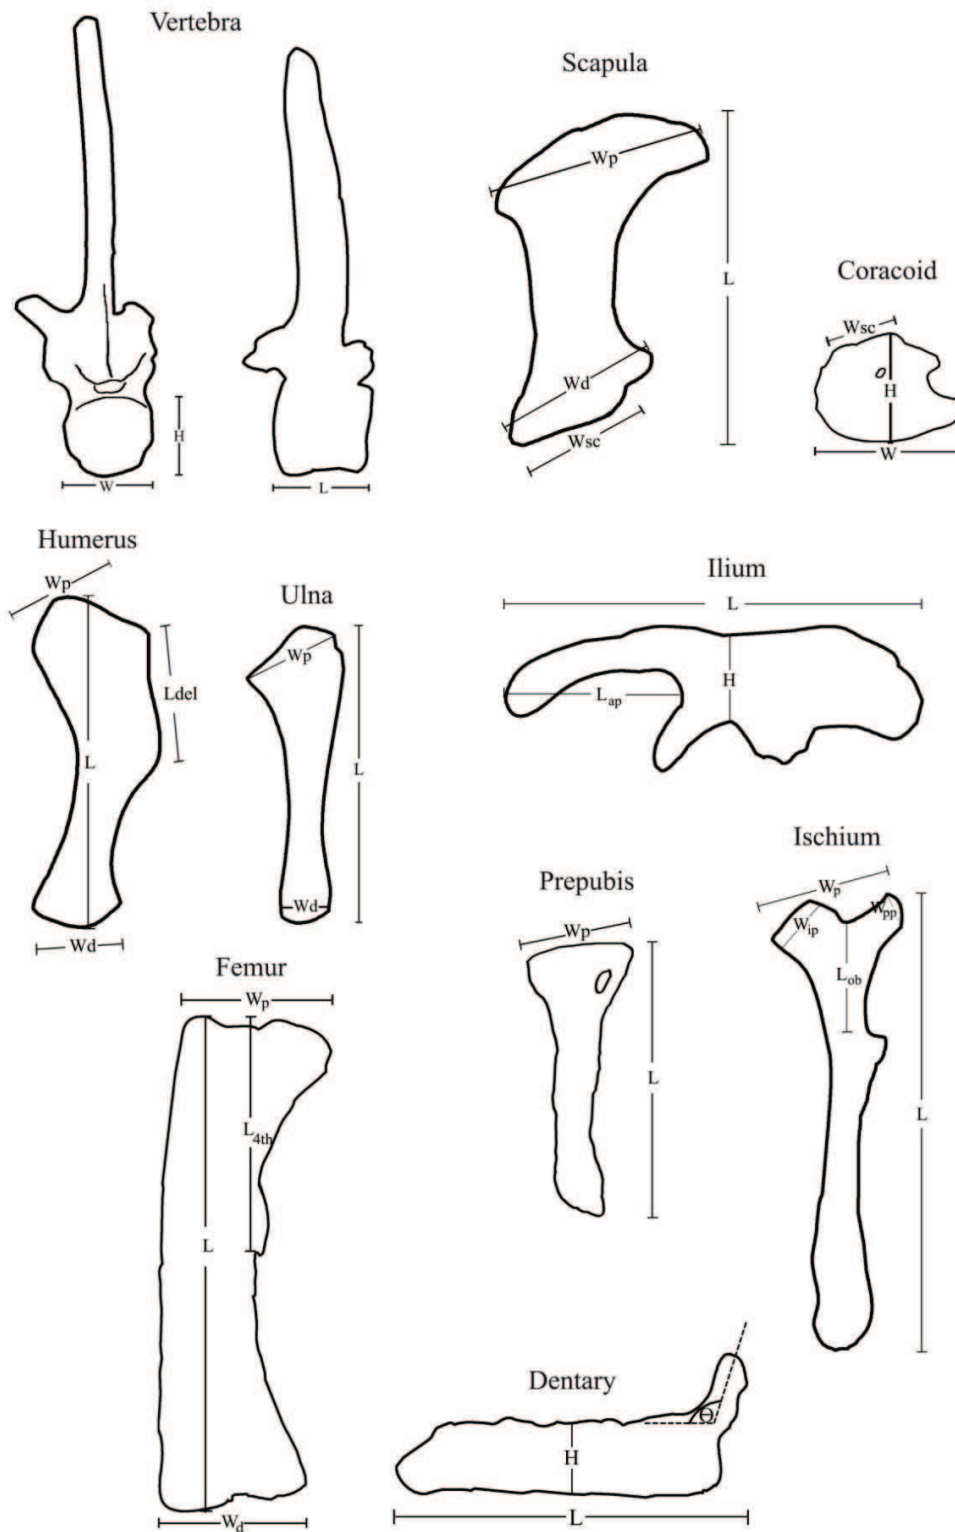 Vertebra
H
W
L
Scapula
Wp
L
Wd
Wsc
Coracoid
Wsc
H
W
Humerus
Wp
Ldel
L
Wd
Ulna
Wp
L
Wd
Ilium
L
Lap
H
Prepubis
Wp
L
Ischium
Wp
Wip
Wpp
Lob
L
Femur
Wp
L4th
L
Wd
Dentary
Θ
H
L